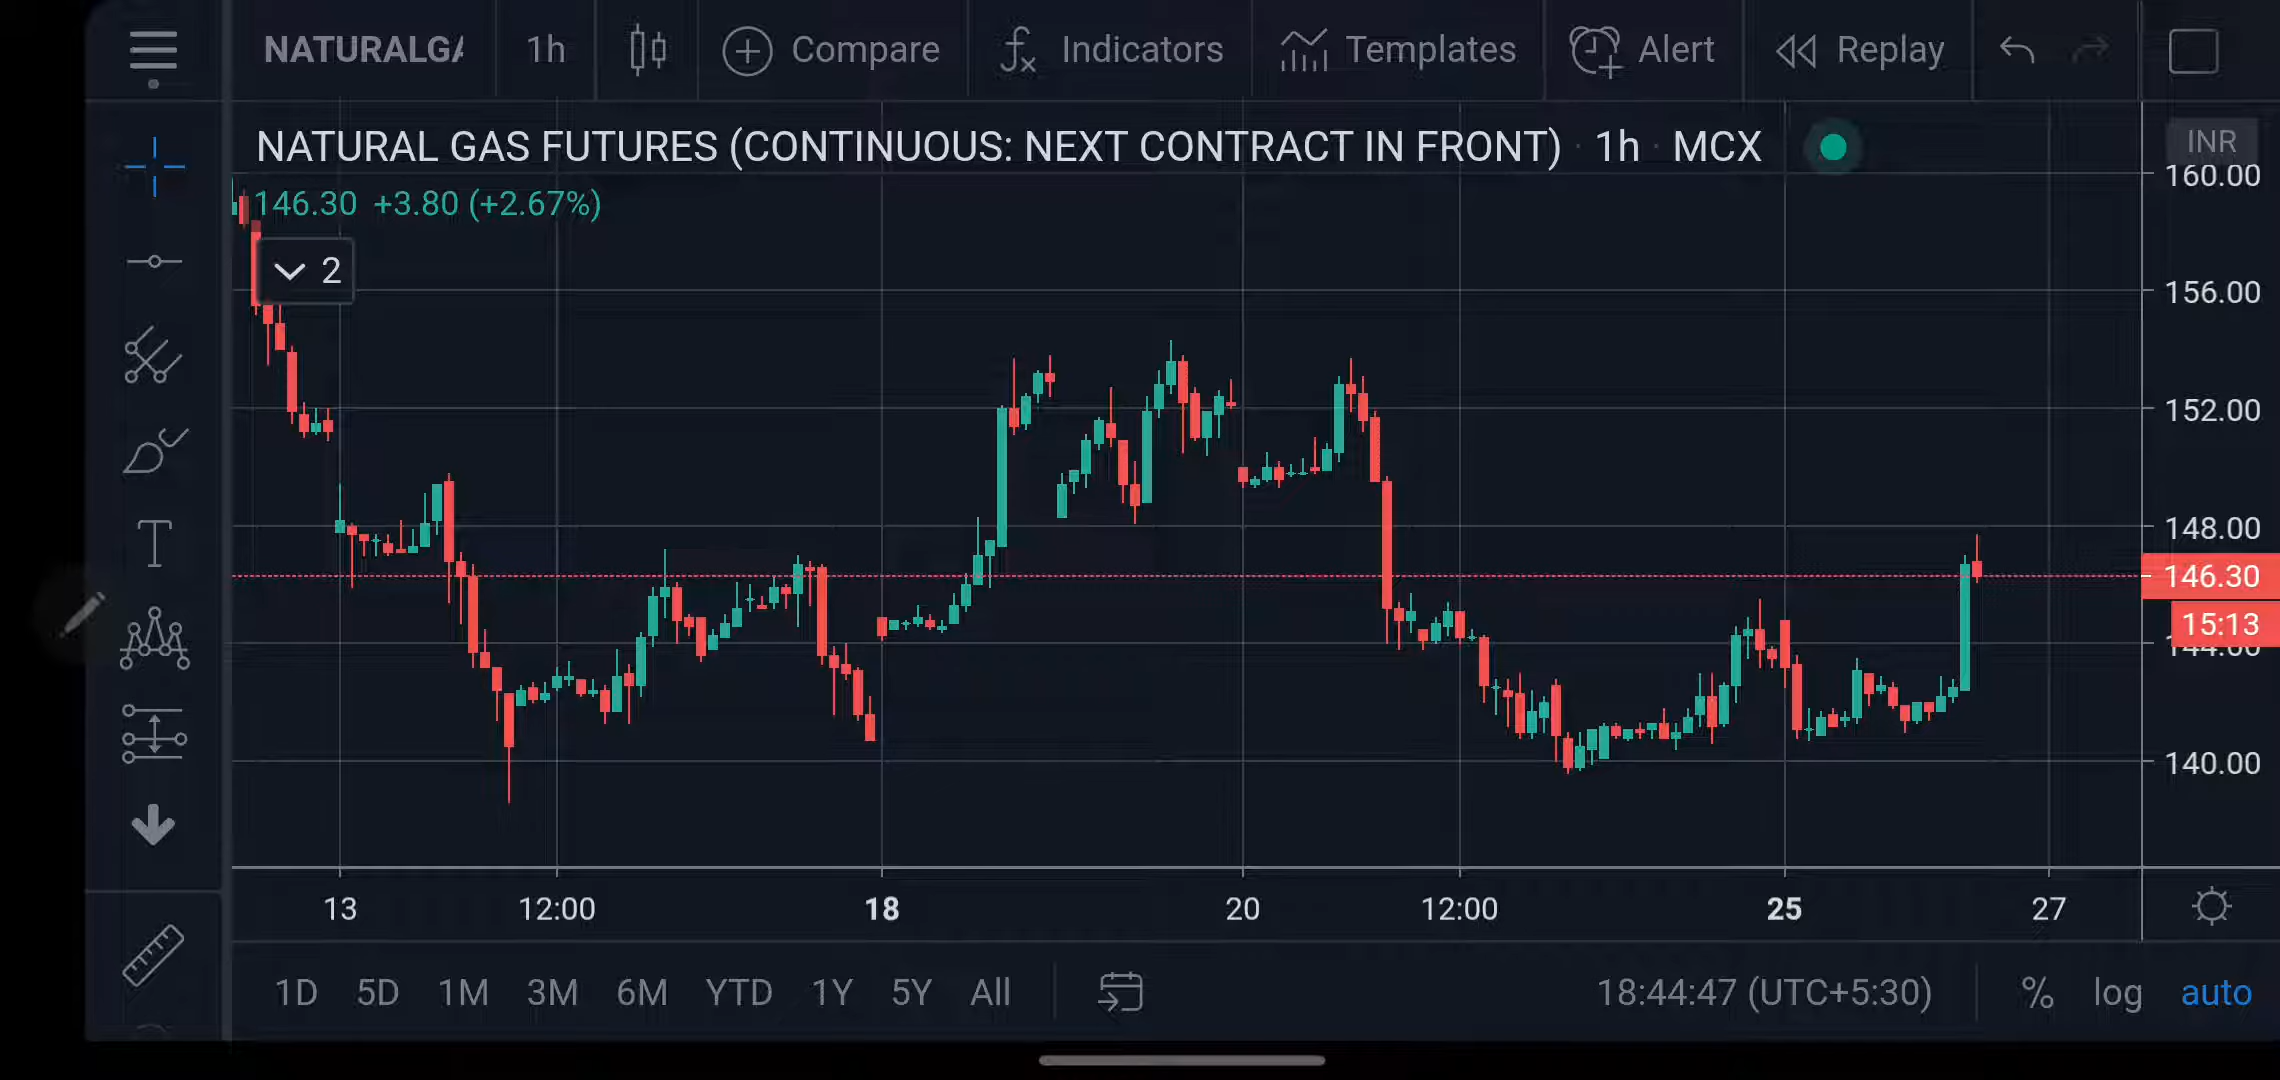 NATURALGA
1h
Compare
fx Indicators
Templates
Alert
Replay
NATURAL GAS FUTURES (CONTINUOUS: NEXT CONTRACT IN FRONT) · 1h · MCX
INR
146.30 +3.80 (+2.67%)
2
160.00
156.00
152.00
148.00
146.30
15:13
144.00
140.00
13 12:00 18 20 12:00 25 27
1D 5D 1M 3M 6M YTD 1Y 5Y All
18:44:47 (UTC+5:30)
% log auto